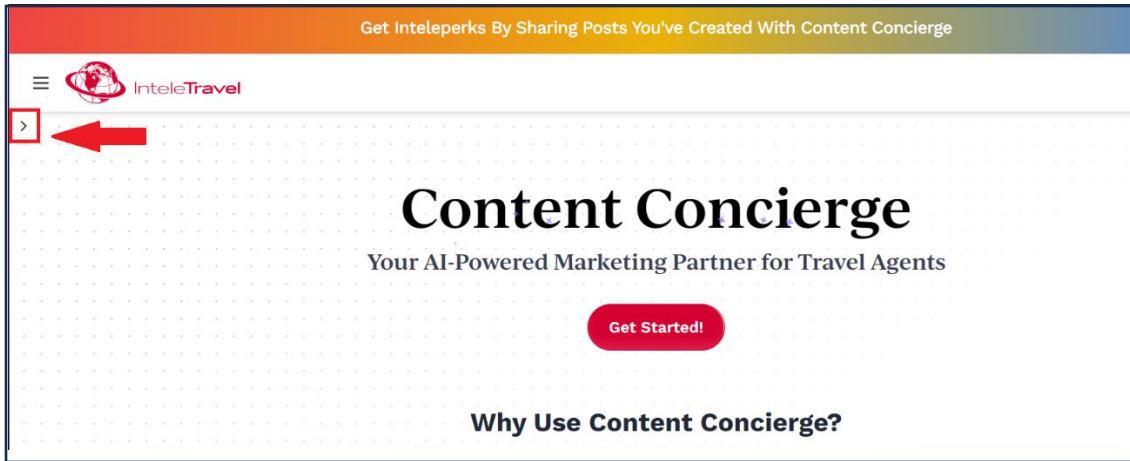 Get Inteleperks By Sharing Posts You've Created With Content Concierge
InteleTravel
Content Concierge
Your AI-Powered Marketing Partner for Travel Agents
Get Started!
Why Use Content Concierge?